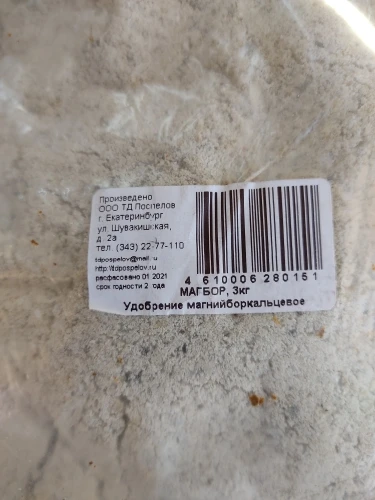 Произведено
ООО ТД Поспелов
г. Екатеринбург
ул. Шувакишская,
д. 2а
тел. (343) 22-77-110
tdpospelov@mail.ru
http://tdpospelov.ru
расфасовано 01 2021
срок годности 2 года
4 610006 280151
МАГБОР, 3кг
Удобрение магнийборкальцевое